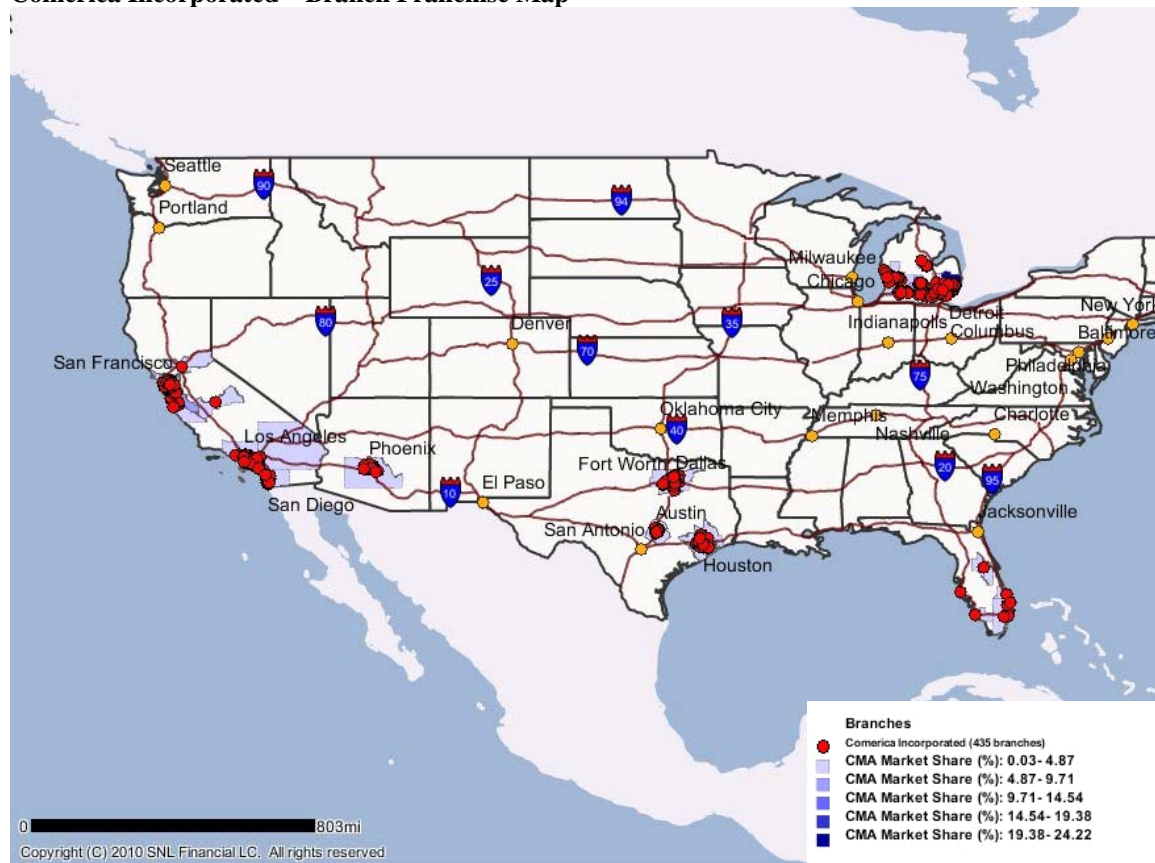 Comerica Incorporated – Branch Franchise Map
Seattle
90
94
Portland
Milwaukee
Chicago
25
New York
80
35
Detroit
Denver
Indianapolis
Columbus
Baltimore
70
San Francisco
Philadelphia
75
Washington
Oklahoma City
Memphis
Charlotte
40
Nashville
Los Angeles
Phoenix
Fort Worth
Dallas
20
El Paso
10
95
San Diego
Austin
Jacksonville
San Antonio
Houston
Branches
Comerica Incorporated (435 branches)
CMA Market Share (%): 0.03- 4.87
CMA Market Share (%): 4.87- 9.71
CMA Market Share (%): 9.71- 14.54
CMA Market Share (%): 14.54- 19.38
CMA Market Share (%): 19.38- 24.22
0 803mi
Copyright (C) 2010 SNL Financial LC. All rights reserved